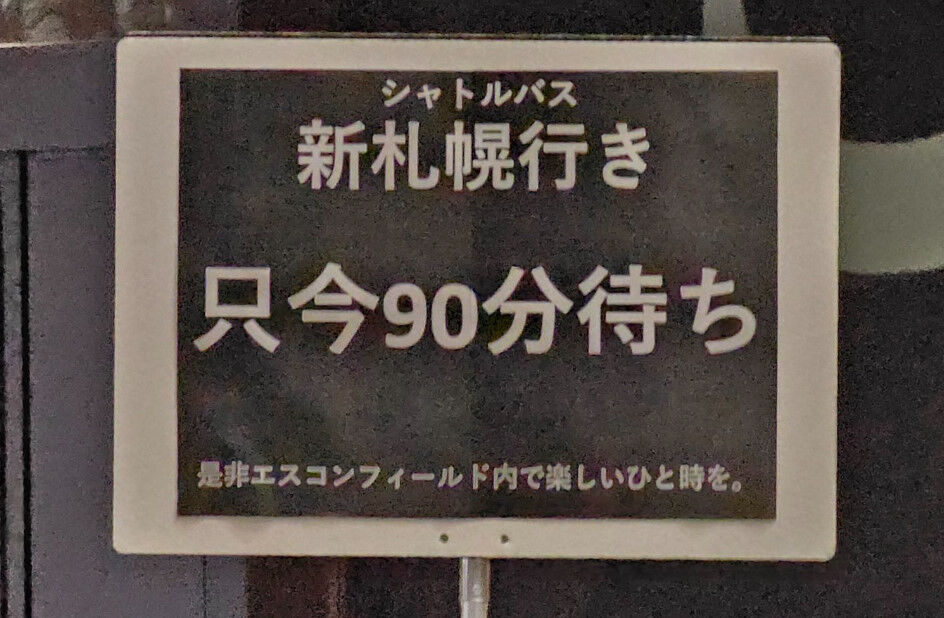 シャトルバス
新札幌行き
只今90分待ち
是非エスコンフィールド内で楽しいひと時を。